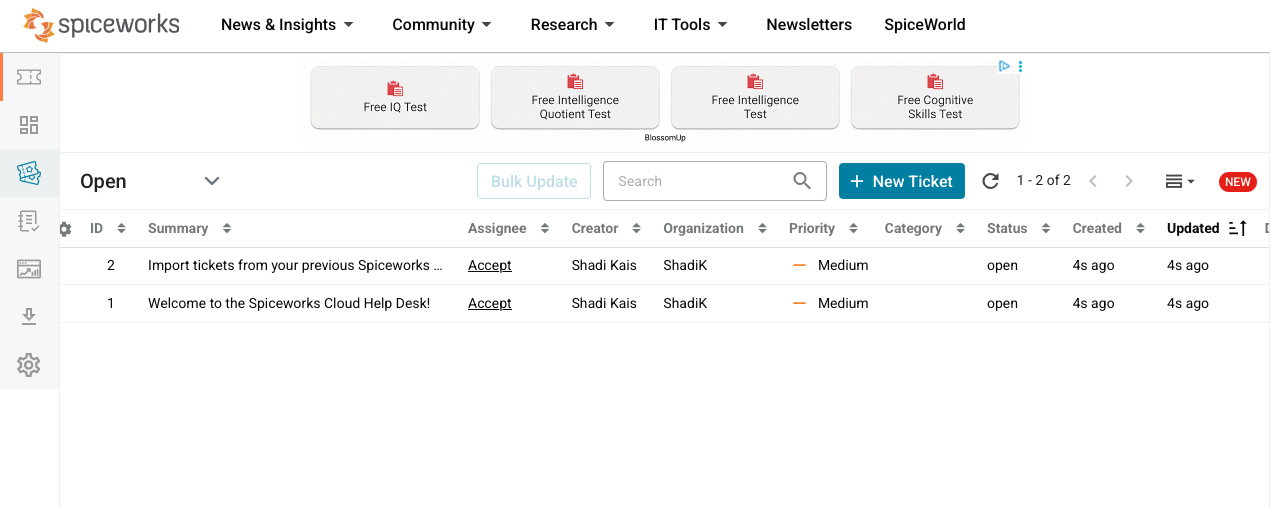 spiceworks News & Insights Community Research IT Tools Newsletters SpiceWorld
Free IQ Test
Free Intelligence
Quotient Test
Free Intelligence
Test
Free Cognitive
Skills Test
BlossomUp
Open Bulk Update Search + New Ticket 1 - 2 of 2 NEW
ID Summary Assignee Creator Organization Priority Category Status Created Updated
2 Import tickets from your previous Spiceworks ... Accept Shadi Kais ShadiK Medium open 4s ago 4s ago
1 Welcome to the Spiceworks Cloud Help Desk! Accept Shadi Kais ShadiK Medium open 4s ago 4s ago